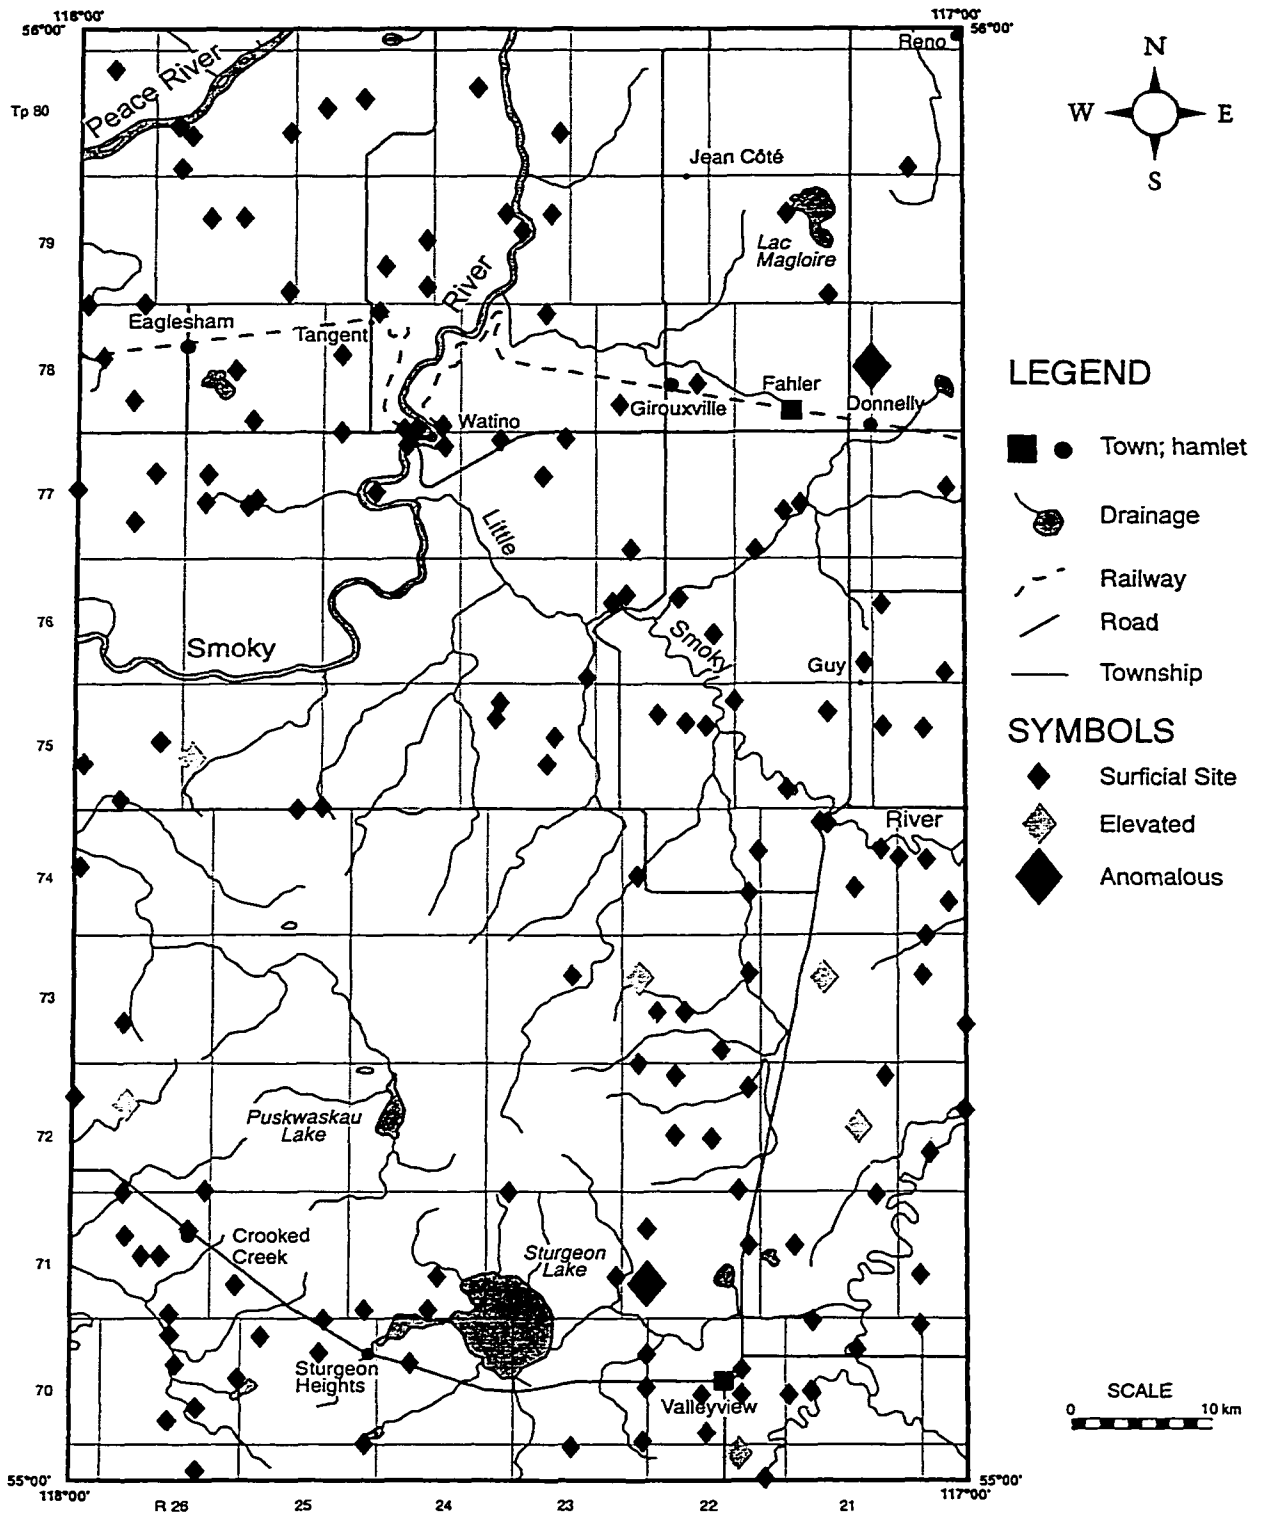 118°00'
117°00'
56°00'
56°00'
Reno
N
W
E
S
Peace River
Tp 80
Jean Côté
79
Lac
Magloire
River
Eaglesham
Tangent
78
Fahler
Girouxville
Donnelly
Watino
77
Little
76
Smoky
Smoky
Guy
75
River
74
73
Puskwaskau
Lake
72
Crooked
Creek
Sturgeon
Lake
71
Sturgeon
Heights
70
Valleyview
55°00'
55°00'
118°00'
117°00'
R 26
25
24
23
22
21
LEGEND
Town; hamlet
Drainage
Railway
Road
Township
SYMBOLS
Surficial Site
Elevated
Anomalous
SCALE
0
10 km